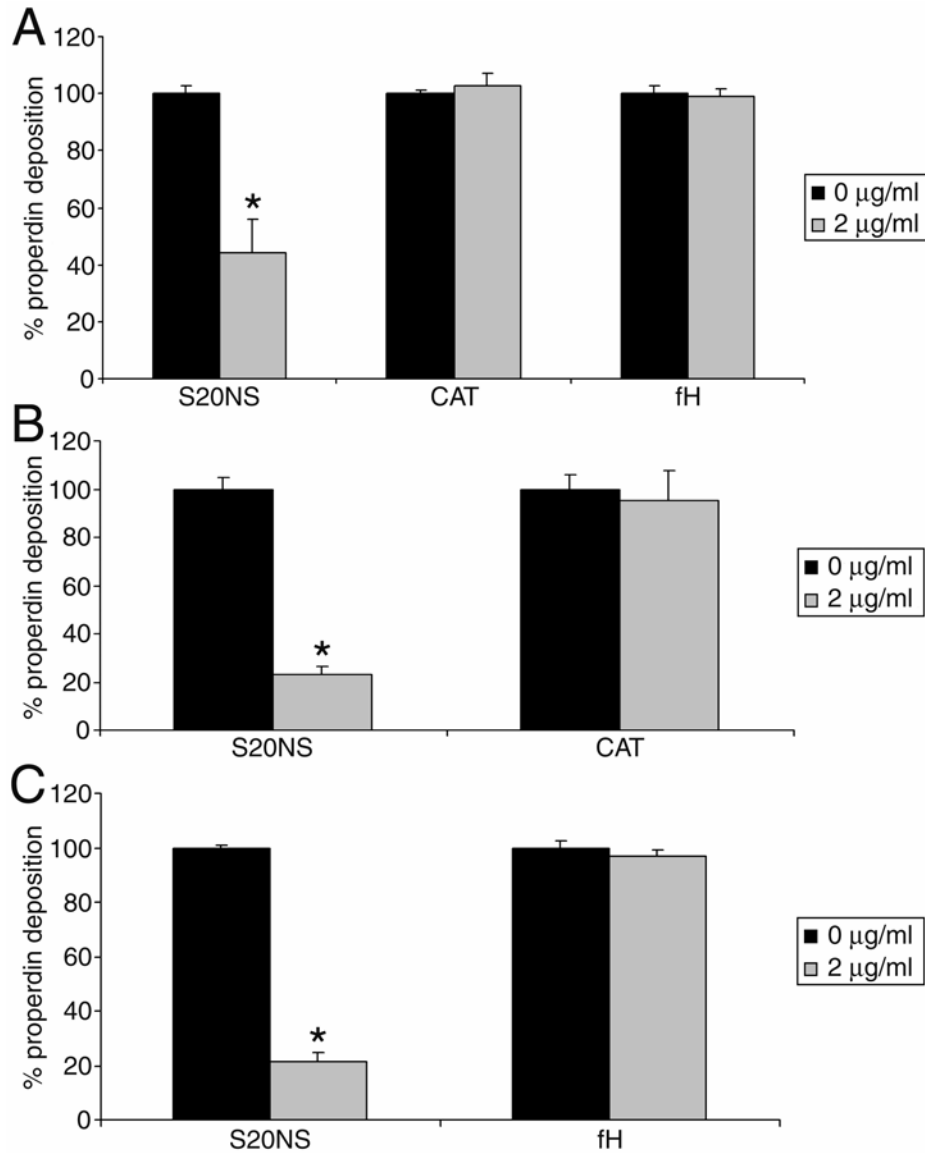 A
% properdin deposition
120
100
80
60
40
20
0
*
S20NS CAT fH
0 μg/ml
2 μg/ml
B
% properdin deposition
120
100
80
60
40
20
0
*
S20NS CAT
0 μg/ml
2 μg/ml
C
% properdin deposition
120
100
80
60
40
20
0
*
S20NS fH
0 μg/ml
2 μg/ml